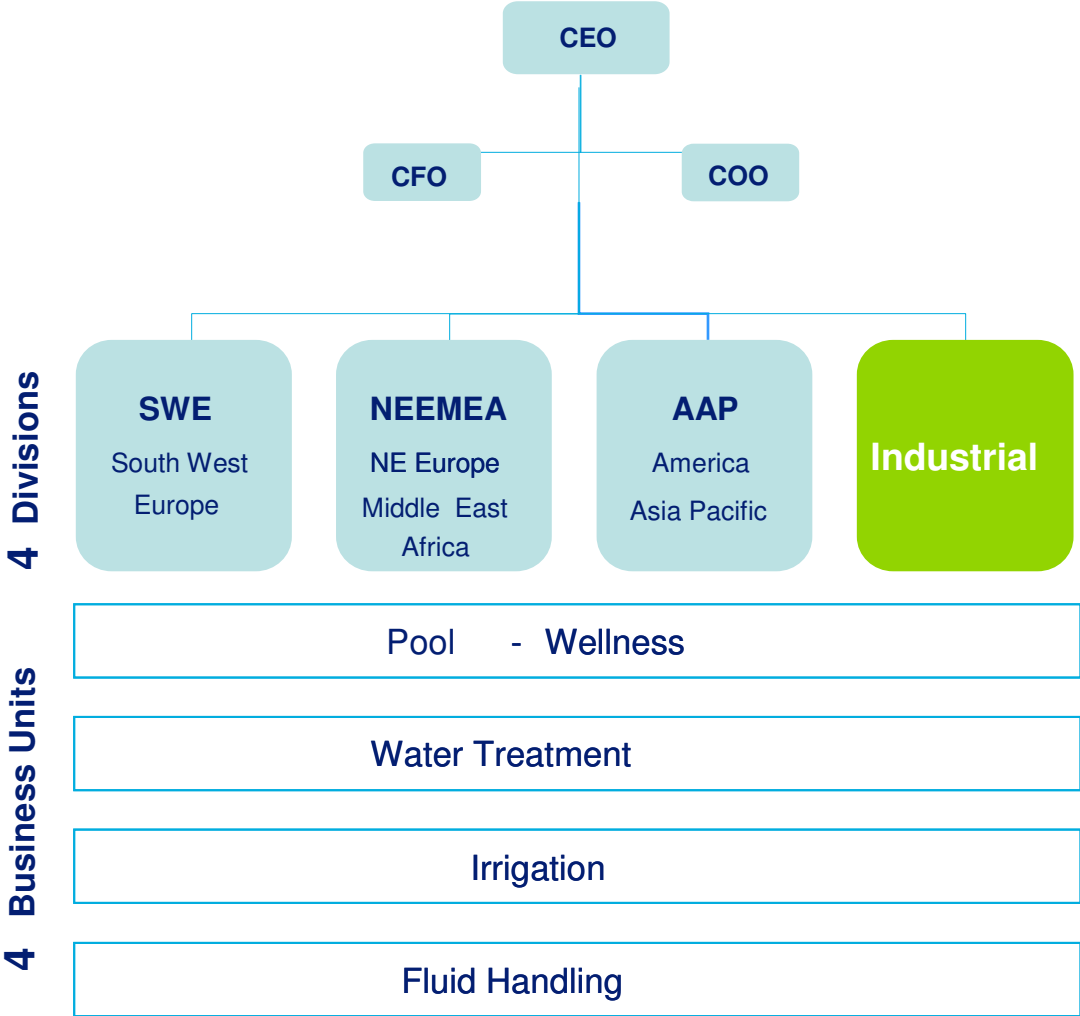 CEO
CFO
COO
4 Divisions
SWE
South West
Europe
NEEMEA
NE Europe
Middle East
Africa
AAP
America
Asia Pacific
Industrial
4 Business Units
Pool - Wellness
Water Treatment
Irrigation
Fluid Handling